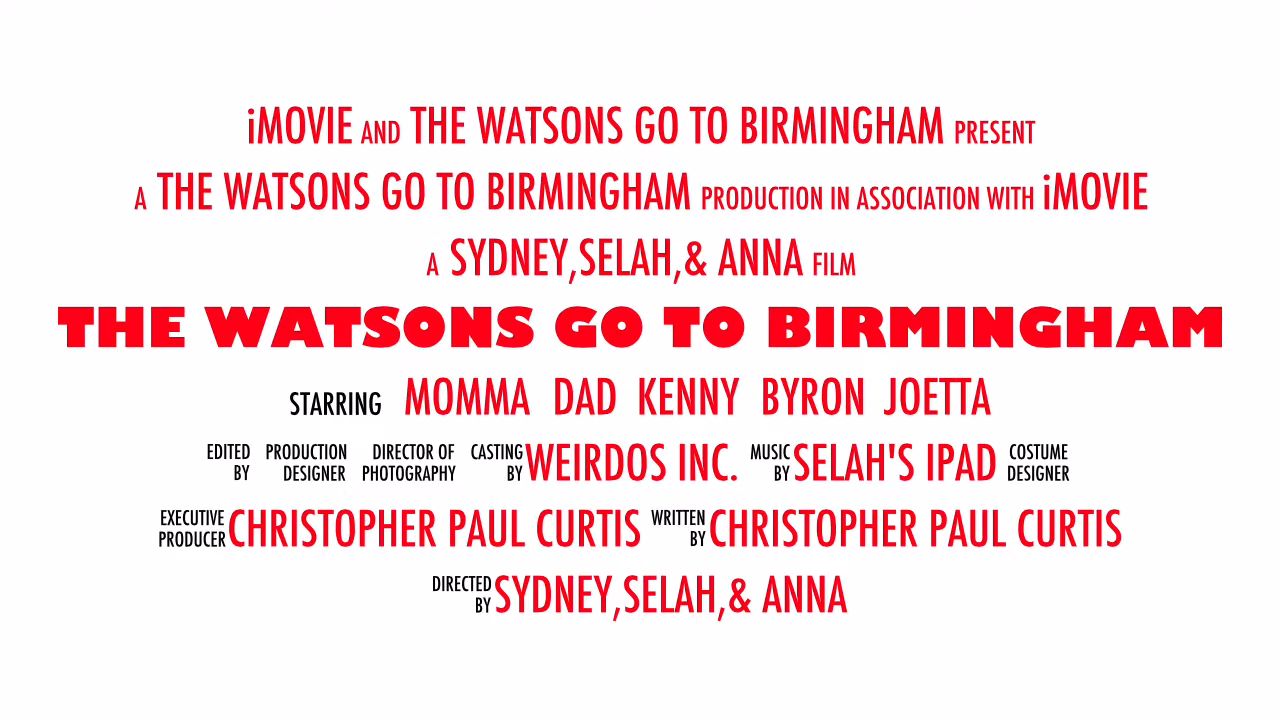 iMOVIE AND THE WATSONS GO TO BIRMINGHAM PRESENT
A THE WATSONS GO TO BIRMINGHAM PRODUCTION IN ASSOCIATION WITH iMOVIE
A SYDNEY,SELAH,& ANNA FILM
THE WATSONS GO TO BIRMINGHAM
STARRING MOMMA DAD KENNY BYRON JOETTA
EDITED BY PRODUCTION DESIGNER DIRECTOR OF PHOTOGRAPHY CASTING BY WEIRDOS INC. MUSIC BY SELAH'S IPAD COSTUME DESIGNER
EXECUTIVE PRODUCER CHRISTOPHER PAUL CURTIS WRITTEN BY CHRISTOPHER PAUL CURTIS
DIRECTED BY SYDNEY,SELAH,& ANNA